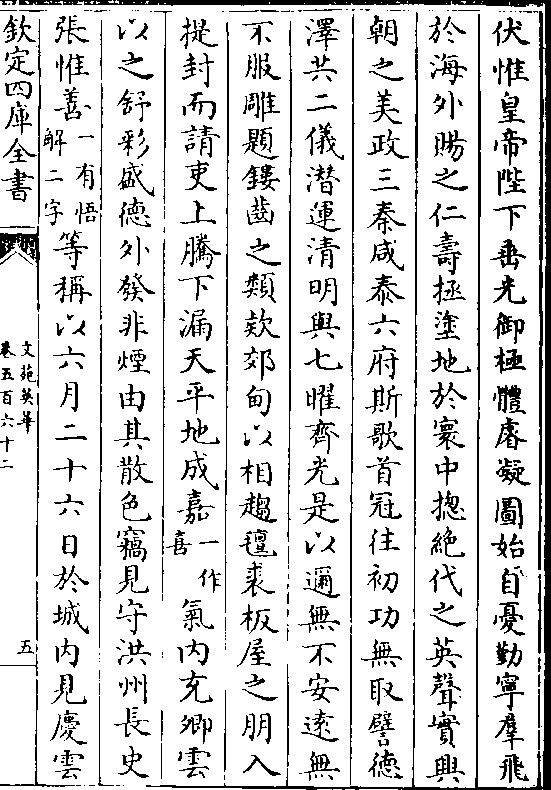 伏惟皇帝陛下垂光御極體睿凝圖始自憂勤寧羣飛
於海外賜之仁壽拯塗地於寰中揔絶代之英聲實興
朝之美政三秦咸泰六府斯歌首冠往初功無取譬德
澤共二儀潜運清明與七曜齊光是以邇無不安遠無
不服雕題鏤齒之類款郊甸以相趨氊裘板屋之朋入
提封而請吏上騰下漏天平地成嘉一作喜氣内充卿雲
以之舒彩盛德外發非煙由其散色竊見守洪州長史
張惟善一有悟解二字等稱以六月二十六日於城内見慶雲
欽定四庫全書
文苑英華
卷五百六十二
五